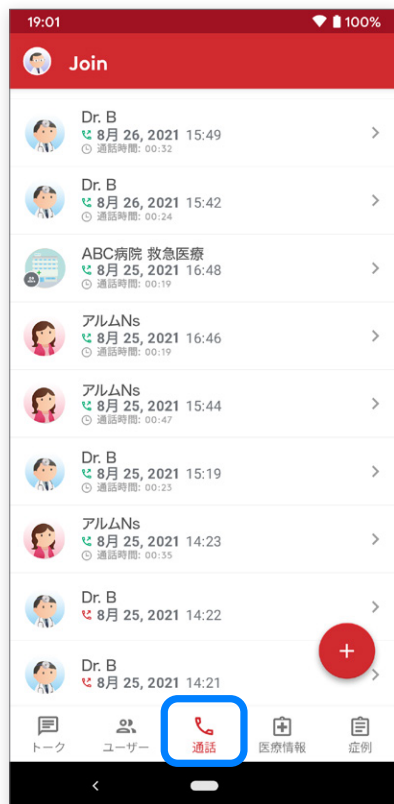 19:01 100%
Join
Dr. B
8月 26, 2021 15:49
通話時間: 00:32
Dr. B
8月 26, 2021 15:42
通話時間: 00:24
ABC病院 救急医療
8月 25, 2021 16:48
通話時間: 00:19
アルムNs
8月 25, 2021 16:46
通話時間: 00:19
アルムNs
8月 25, 2021 15:44
通話時間: 00:47
Dr. B
8月 25, 2021 15:19
通話時間: 00:23
アルムNs
8月 25, 2021 14:23
通話時間: 00:35
Dr. B
8月 25, 2021 14:22
Dr. B
8月 25, 2021 14:21
トーク ユーザー 通話 医療情報 症例